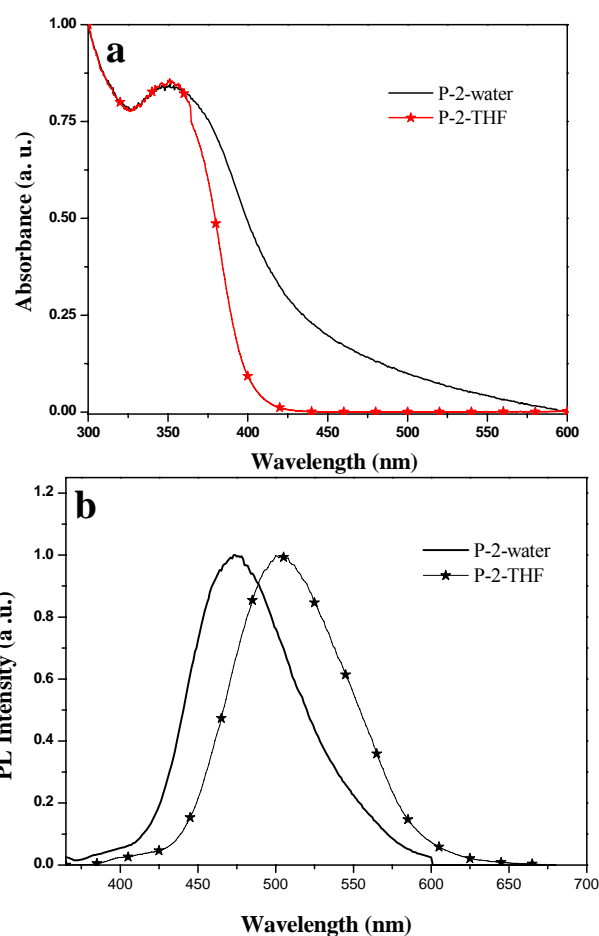 a
P-2-water
P-2-THF
Absorbance (a. u.)
1.00
0.75
0.50
0.25
0.00
300 350 400 450 500 550 600
Wavelength (nm)
b
P-2-water
P-2-THF
PL Intensity (a .u.)
1.2
1.0
0.8
0.6
0.4
0.2
0.0
400 450 500 550 600 650 700
Wavelength (nm)